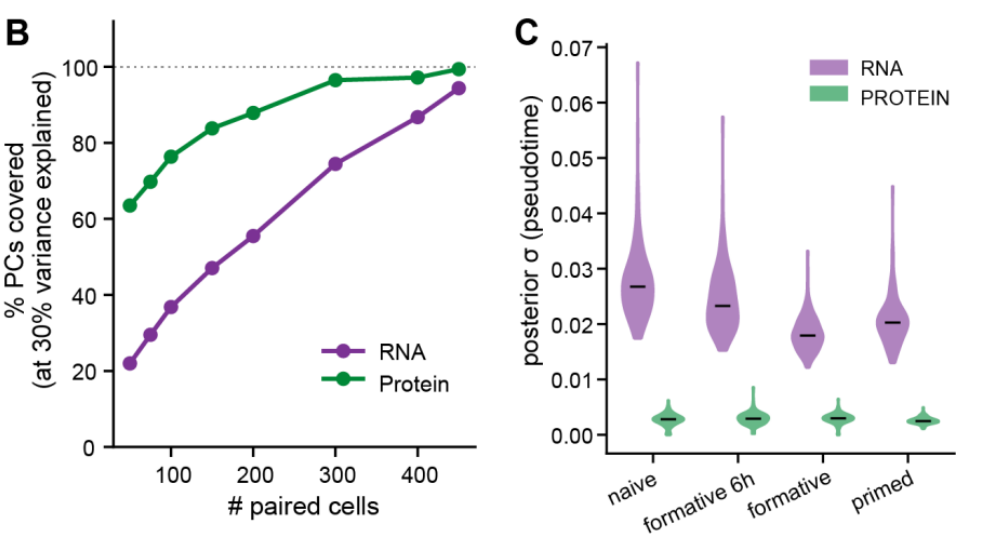 B
% PCs covered
(at 30% variance explained)
100
80
60
40
20
0
100 200 300 400
# paired cells
RNA
Protein
C
posterior σ (pseudotime)
0.07
0.06
0.05
0.04
0.03
0.02
0.01
0.00
naive formative 6h formative primed
RNA
PROTEIN